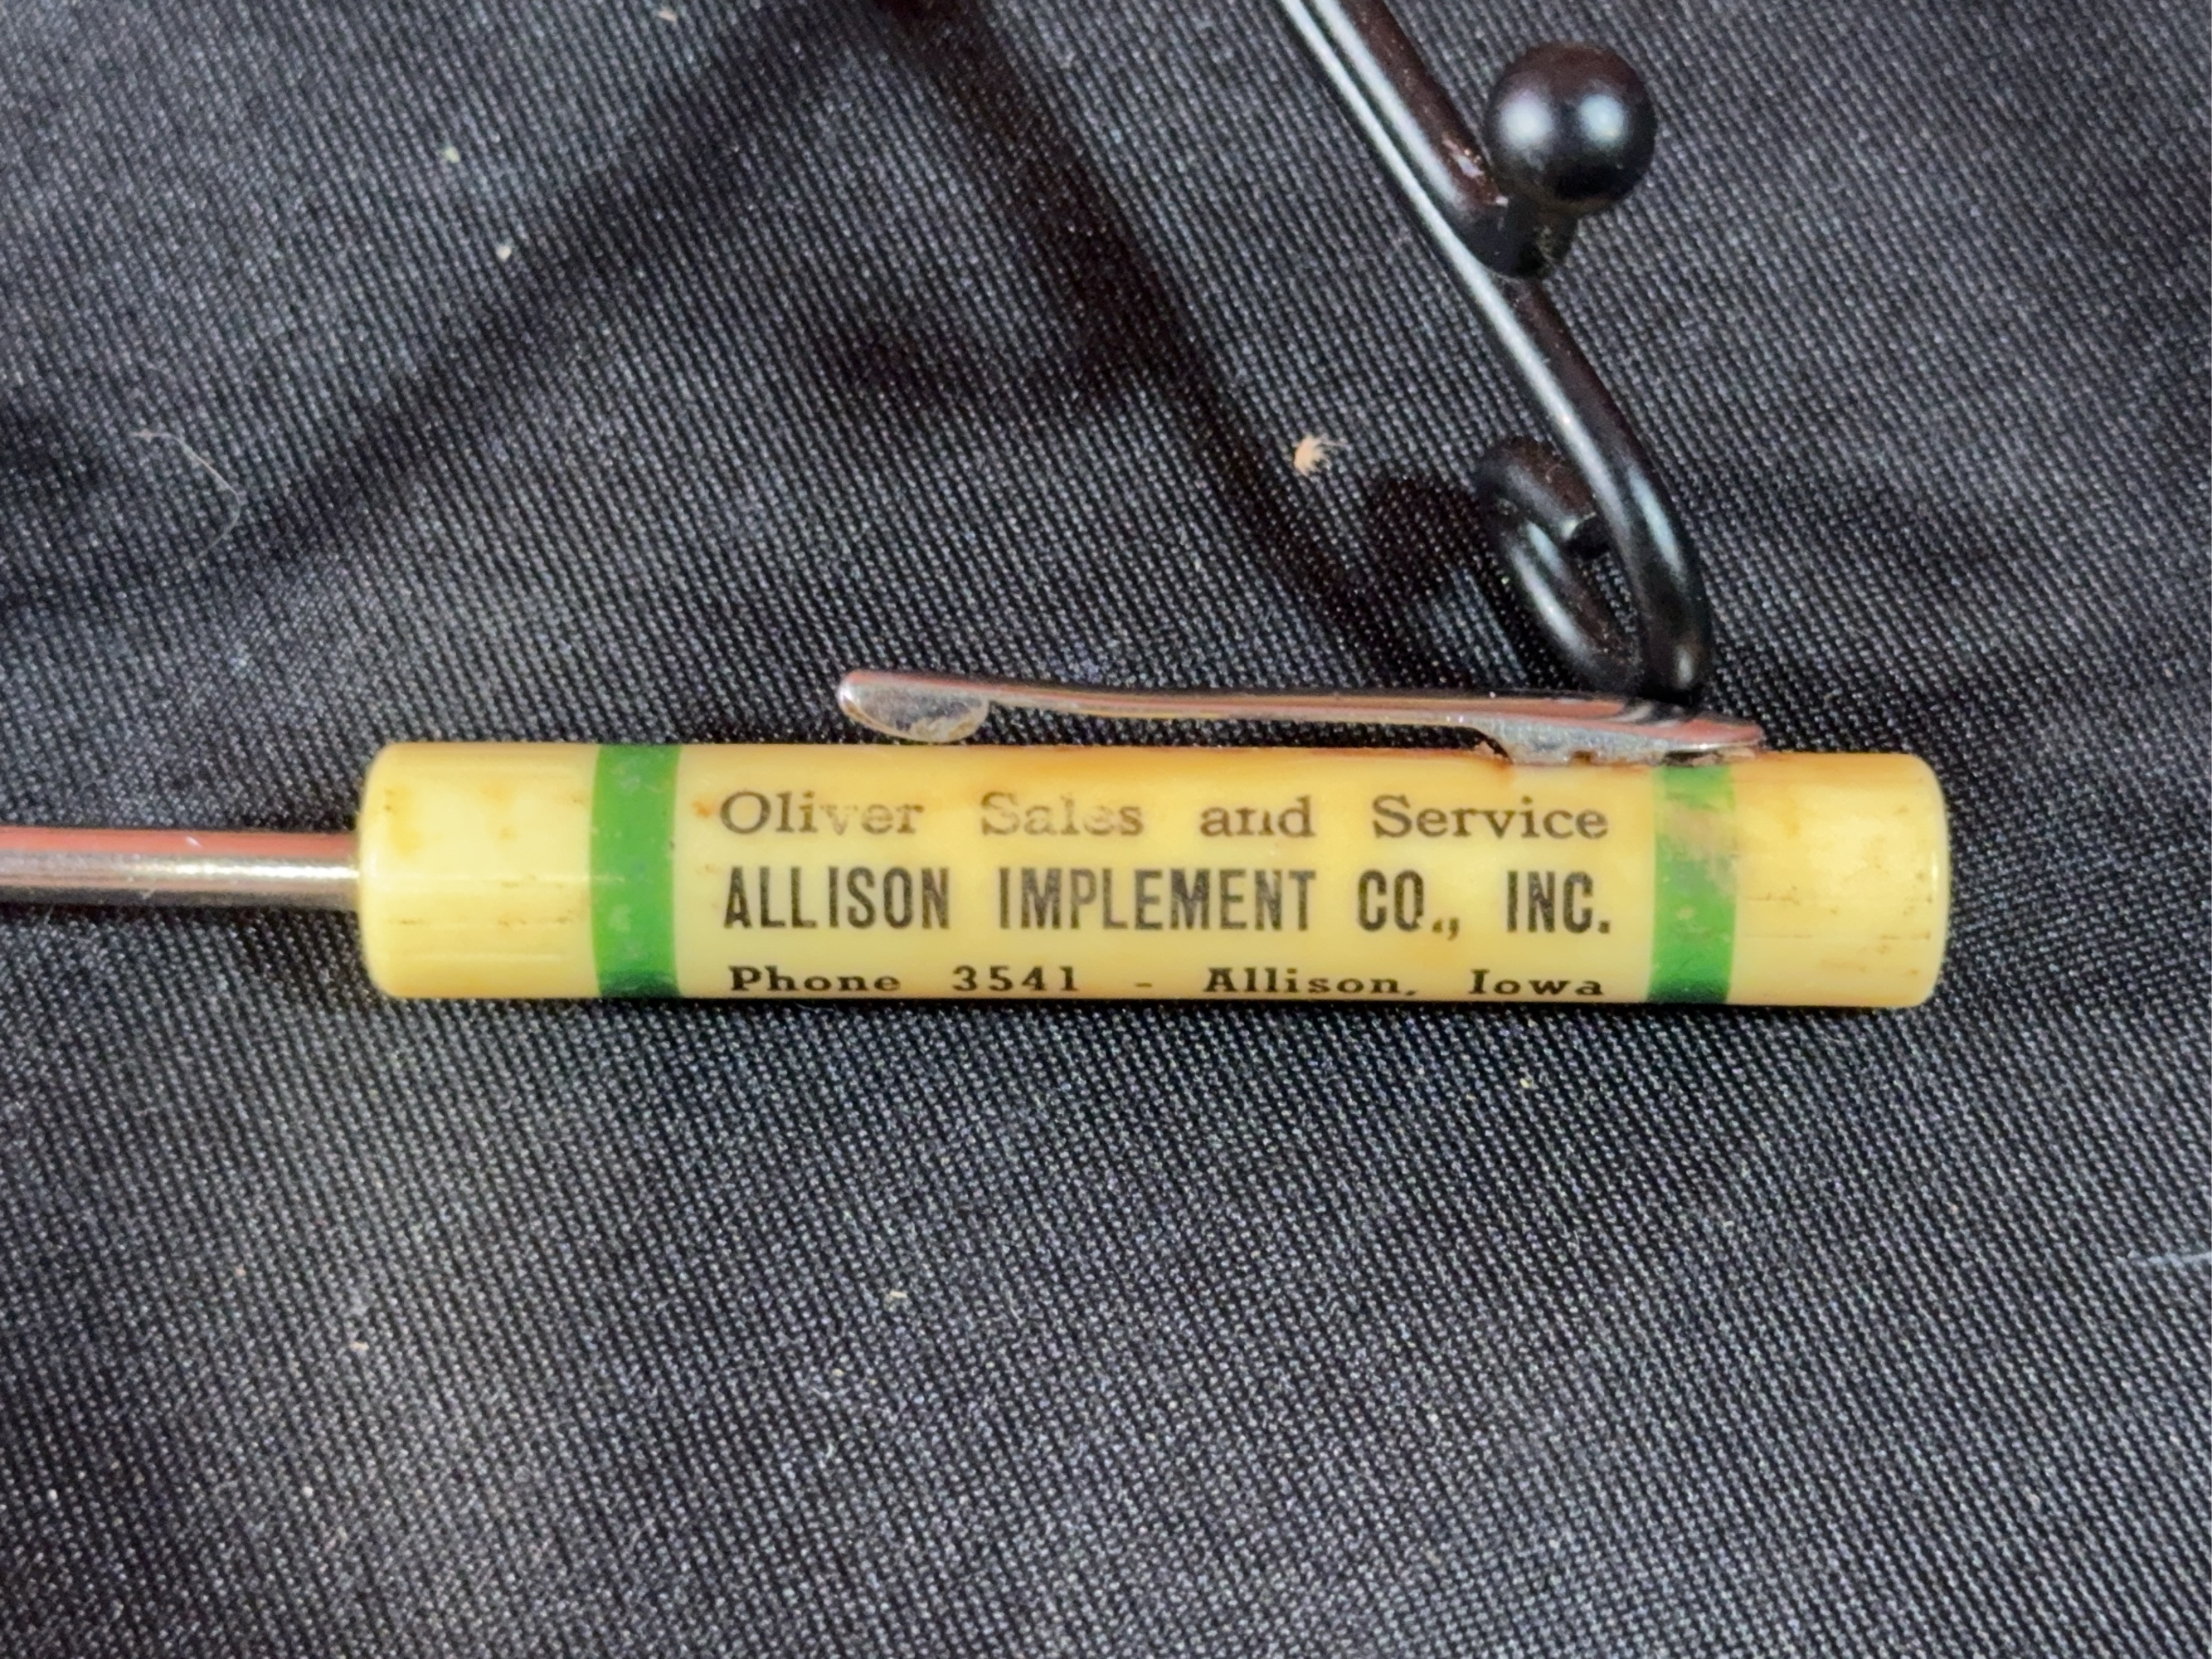 Oliver Sales and Service
ALLISON IMPLEMENT CO., INC.
Phone 3541 - Allison, Iowa